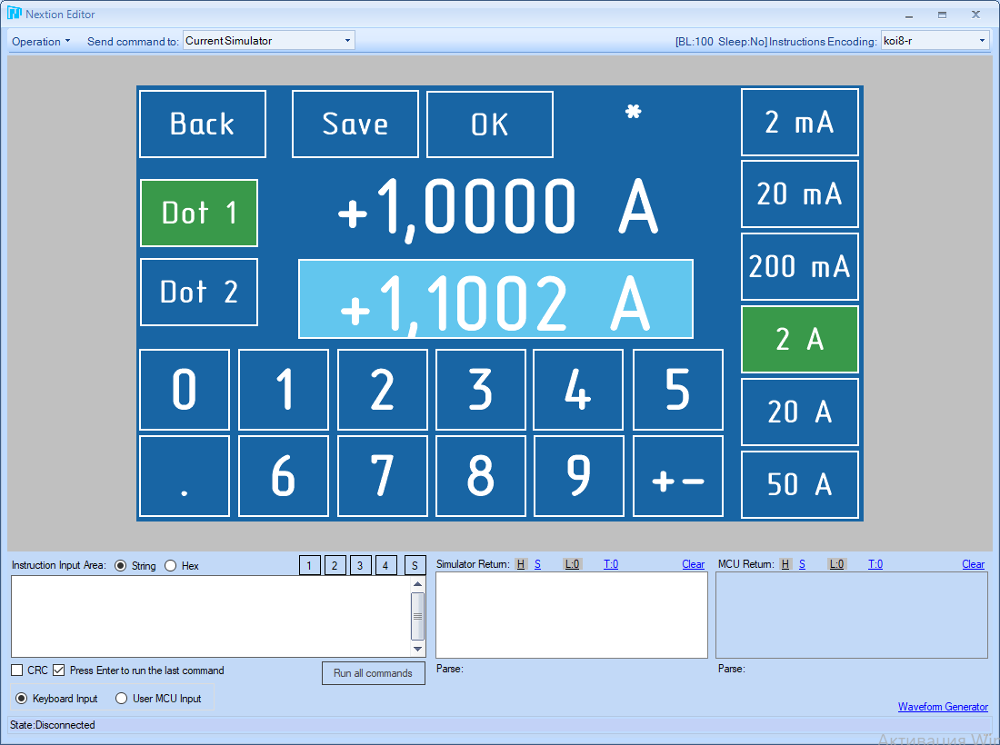 Nextion Editor
Operation Send command to: CurrentSimulator [BL:100 Sleep:No] Instructions Encoding: koi8-r
Back Save OK * 2 mA
Dot 1 +1,0000 A 20 mA
Dot 2 +1,1002 A 200 mA
0 1 2 3 4 5 2 A
20 A
. 6 7 8 9 +- 50 A
Instruction Input Area: String Hex 1 2 3 4 S Simulator Return: H S L:0 T:0 Clear MCU Return: H S L:0 T:0 Clear
CRC Press Enter to run the last command Run all commands Parse: Parse:
Keyboard Input User MCU Input
Waveform Generator
State:Disconnected
Активация Win